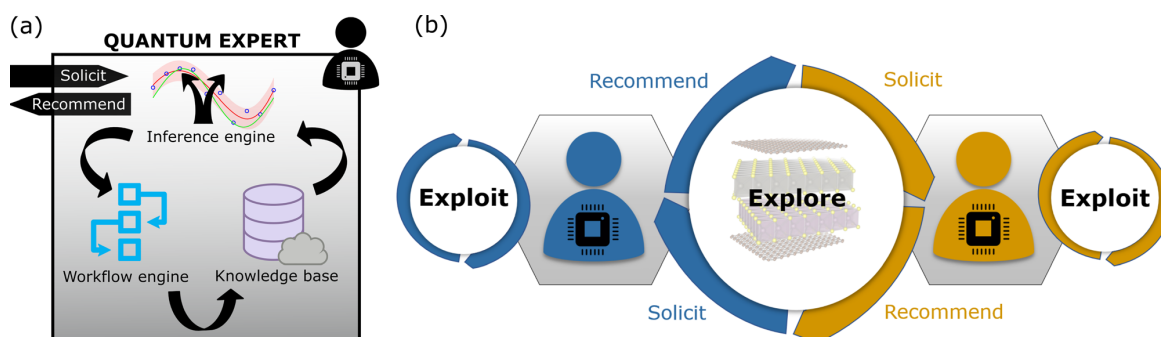 (a)
QUANTUM EXPERT
Solicit
Recommend
Inference engine
Workflow engine
Knowledge base
(b)
Recommend
Solicit
Exploit
Explore
Exploit
Solicit
Recommend